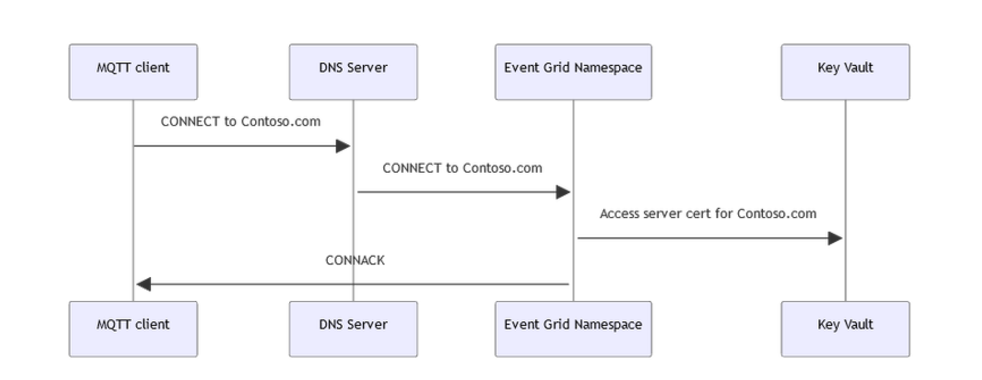 MQTT client
DNS Server
Event Grid Namespace
Key Vault
CONNECT to Contoso.com
CONNECT to Contoso.com
Access server cert for Contoso.com
CONNACK
MQTT client
DNS Server
Event Grid Namespace
Key Vault